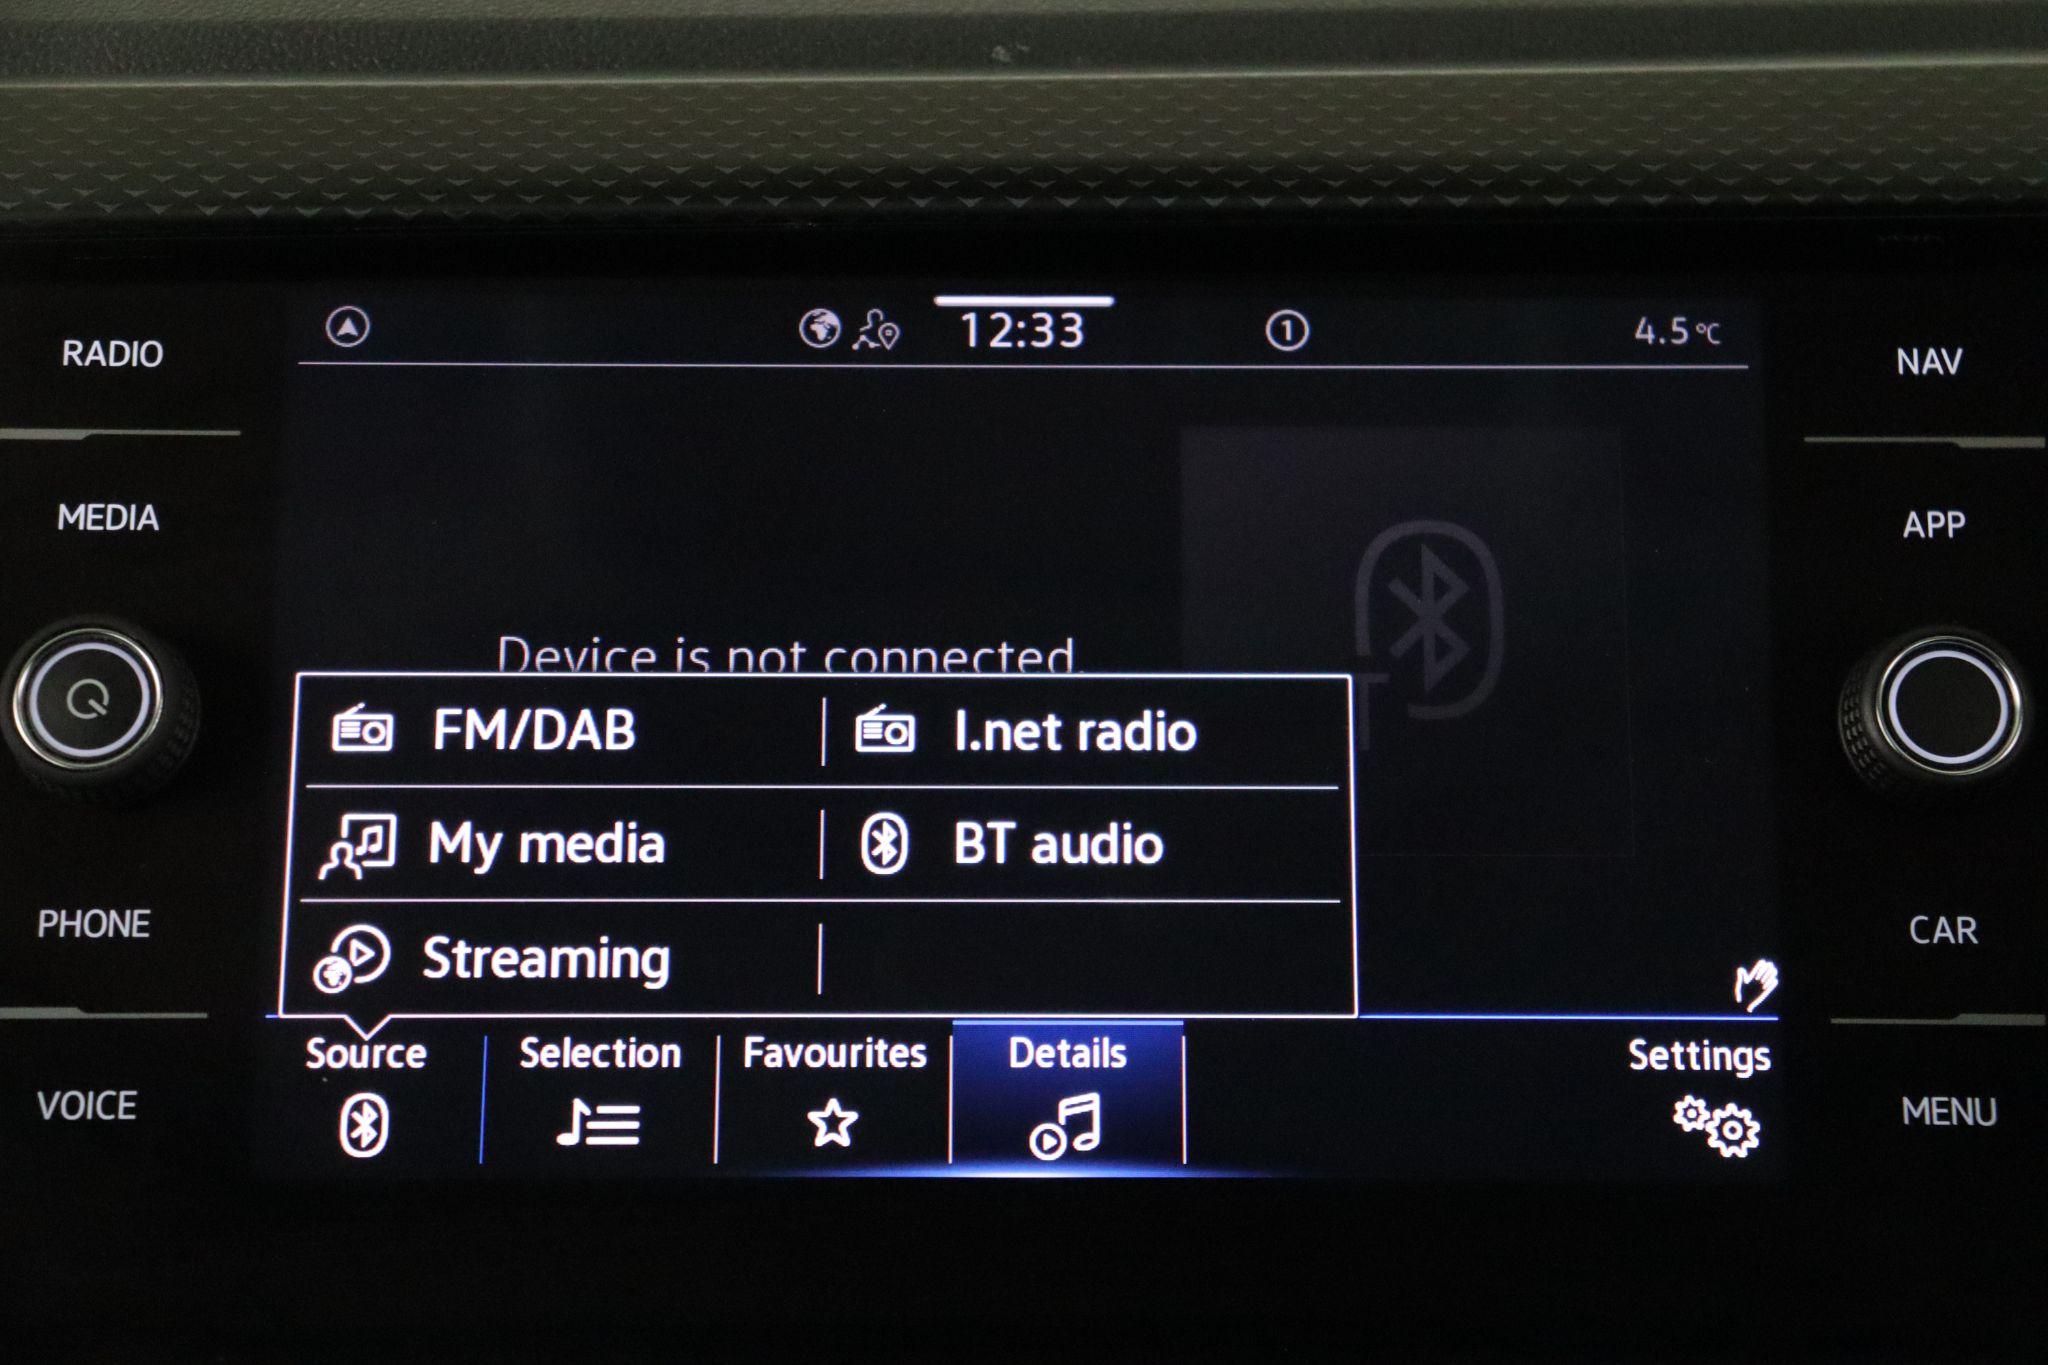 RADIO
MEDIA
PHONE
VOICE
12:33
1
4.5°C
Device is not connected.
FM/DAB
I.net radio
My media
BT audio
Streaming
Source
Selection
Favourites
Details
Settings
NAV
APP
CAR
MENU